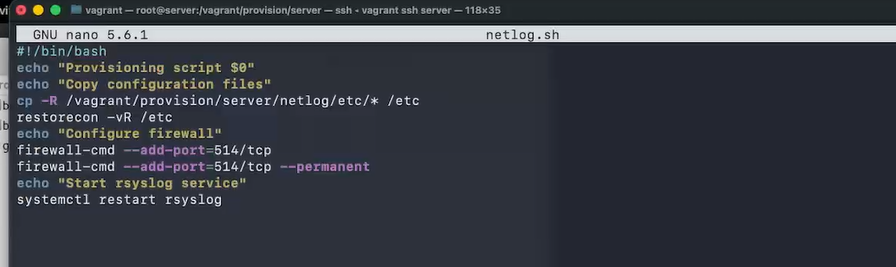 vagrant — root@server:/vagrant/provision/server — ssh ◂ vagrant ssh server — 118×35
GNU nano 5.6.1 netlog.sh
#!/bin/bash
echo "Provisioning script $0"
echo "Copy configuration files"
cp -R /vagrant/provision/server/netlog/etc/* /etc
restorecon -vR /etc
echo "Configure firewall"
firewall-cmd --add-port=514/tcp
firewall-cmd --add-port=514/tcp --permanent
echo "Start rsyslog service"
systemctl restart rsyslog